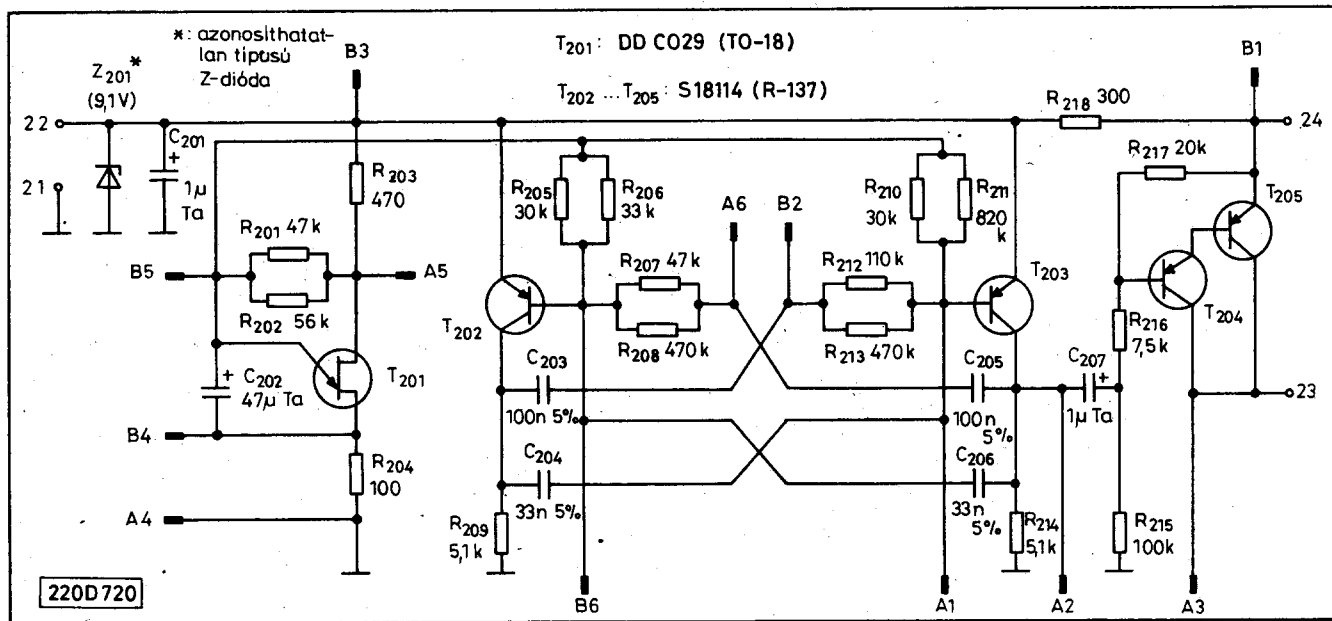 *: azonosíthatat-
lan típusú
Z-dióda
B3
T201: DD C029 (TO-18)
T202 ...T205: S18114 (R-137)
B1
Z201*
(9,1V)
R218 300
22
24
C201
1µ
Ta
R217 20k
21
R203
470
R205
30k
R206
33k
A6
B2
R210
30k
R211
820
k
T205
R201 47k
B5
A5
R207 47k
R212 110k
T203
R202 56k
T202
R208 470k
R213 470k
T204
R216
7,5k
C202
47µ Ta
T201
C203
100n 5%
C205
100n
5%
C207
1µ Ta
23
B4
R204
100
C204
33n 5%
C206
33n
5%
A4
R209
5,1k
R214
5,1k
R215
100k
220D720
B6
A1
A2
A3